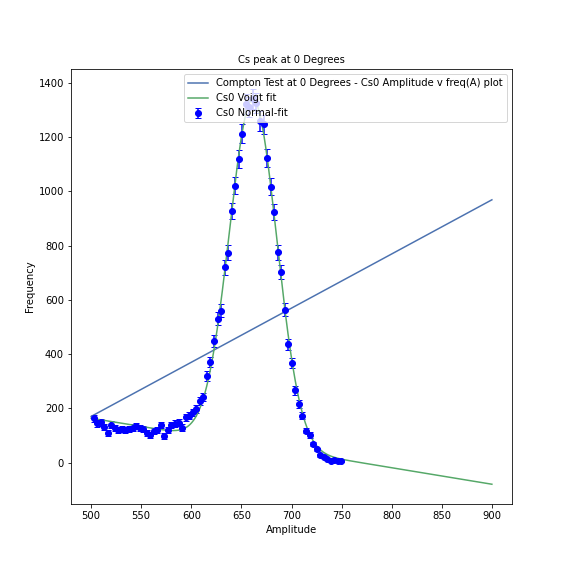 Cs peak at 0 Degrees
Compton Test at 0 Degrees - Cs0 Amplitude v freq(A) plot
Cs0 Voigt fit
Cs0 Normal-fit
1400
1200
1000
800
600
400
200
0
Frequency
500 550 600 650 700 750 800 850 900
Amplitude